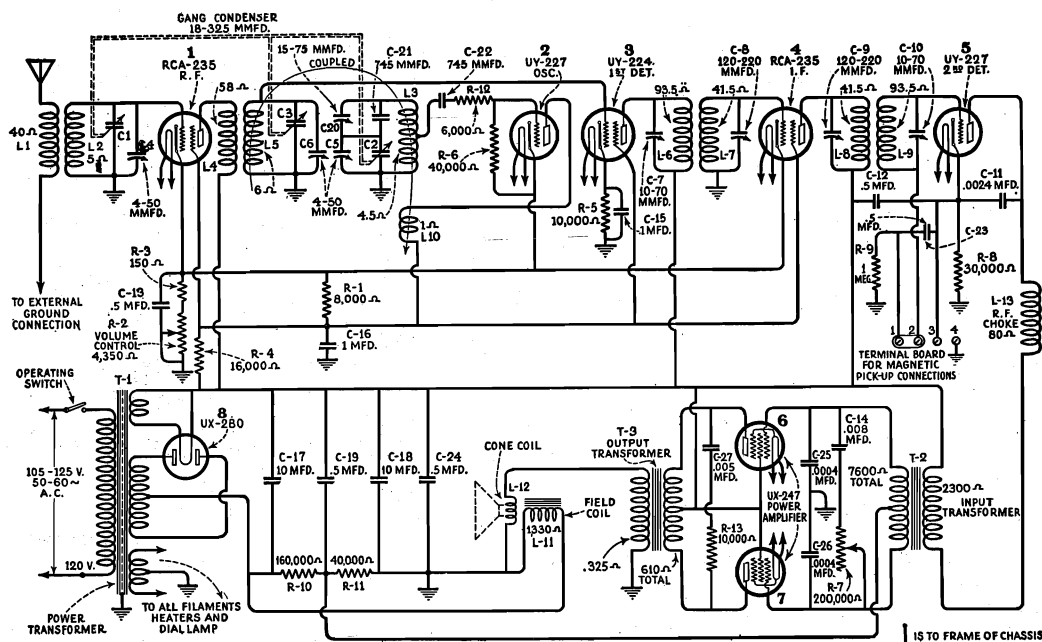 GANG CONDENSER
18-325 MMFD.
1
RCA-235
R.F.
58Ω
15-75 MMFD.
COUPLED
C-21
745 MMFD.
C-22
745 MMFD.
L3
R-12
6,000Ω
R-6
40,000Ω
2
UY-227
OSC.
3
UY-224.
1ST DET.
C-8
120-220
MMFD.
93.5Ω
41.5Ω
4
RCA-235
I.F.
C-9
120-220
MMFD.
41.5Ω
C-10
10-70
MMFD.
93.5Ω
5
UY-227
2ND DET.
40Ω
L1
L2
5Ω
C1
C4
4-50
MMFD.
L4
L5
6Ω
C3
C6
C20
C5
C2
4-50
MMFD.
4.5Ω
1Ω
L10
R-5
10,000Ω
C-15
.1 MFD.
L-6
C-7
10-70
MMFD.
L-7
L-8
L-9
C-12
.5 MFD.
C-11
.0024 MFD.
.5
MFD.
C-23
R-9
1
MEG.
R-8
30,000Ω
L-13
R.F.
CHOKE
80Ω
TO EXTERNAL
GROUND
CONNECTION
R-3
150Ω
C-13
.5 MFD.
R-2
VOLUME
CONTROL
4,350Ω
R-4
16,000Ω
R-1
8,000Ω
C-16
1 MFD.
1 2 3 4
TERMINAL BOARD
FOR MAGNETIC
PICK-UP CONNECTIONS
OPERATING
SWITCH
T-1
8
UX-280
105-125 V.
50-60~
A.C.
120 V.
POWER
TRANSFORMER
TO ALL FILAMENTS
HEATERS AND
DIAL LAMP
C-17
10 MFD.
C-19
.5 MFD.
C-18
10 MFD.
C-24
.5 MFD.
160,000Ω
R-10
40,000Ω
R-11
CONE COIL
L-12
FIELD
COIL
1330Ω
L-11
T-3
OUTPUT
TRANSFORMER
.325Ω
610Ω
TOTAL
C-27
.005
MFD.
R-13
10,000Ω
6
UX-247
POWER
AMPLIFIER
7
C-25
.0004
MFD.
C-14
.008
MFD.
C-26
.0004
MFD.
R-7
200,000Ω
7600Ω
TOTAL
T-2
2300Ω
INPUT
TRANSFORMER
IS TO FRAME OF CHASSIS